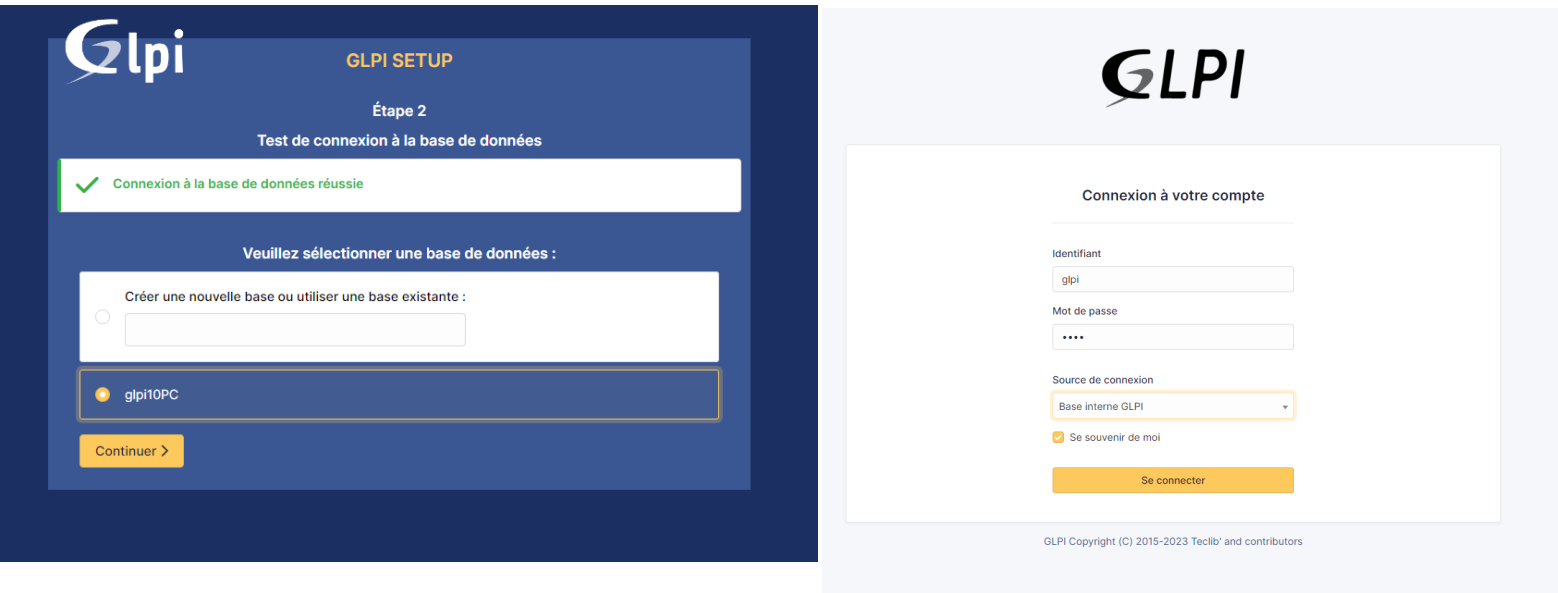 Glpi
GLPI SETUP
Étape 2
Test de connexion à la base de données
Connexion à la base de données réussie
Veuillez sélectionner une base de données :
Créer une nouvelle base ou utiliser une base existante :
glpi10PC
Continuer
GLPI
Connexion à votre compte
Identifiant
glpi
Mot de passe
••••
Source de connexion
Base interne GLPI
Se souvenir de moi
Se connecter
GLPI Copyright (C) 2015-2023 Teclib' and contributors